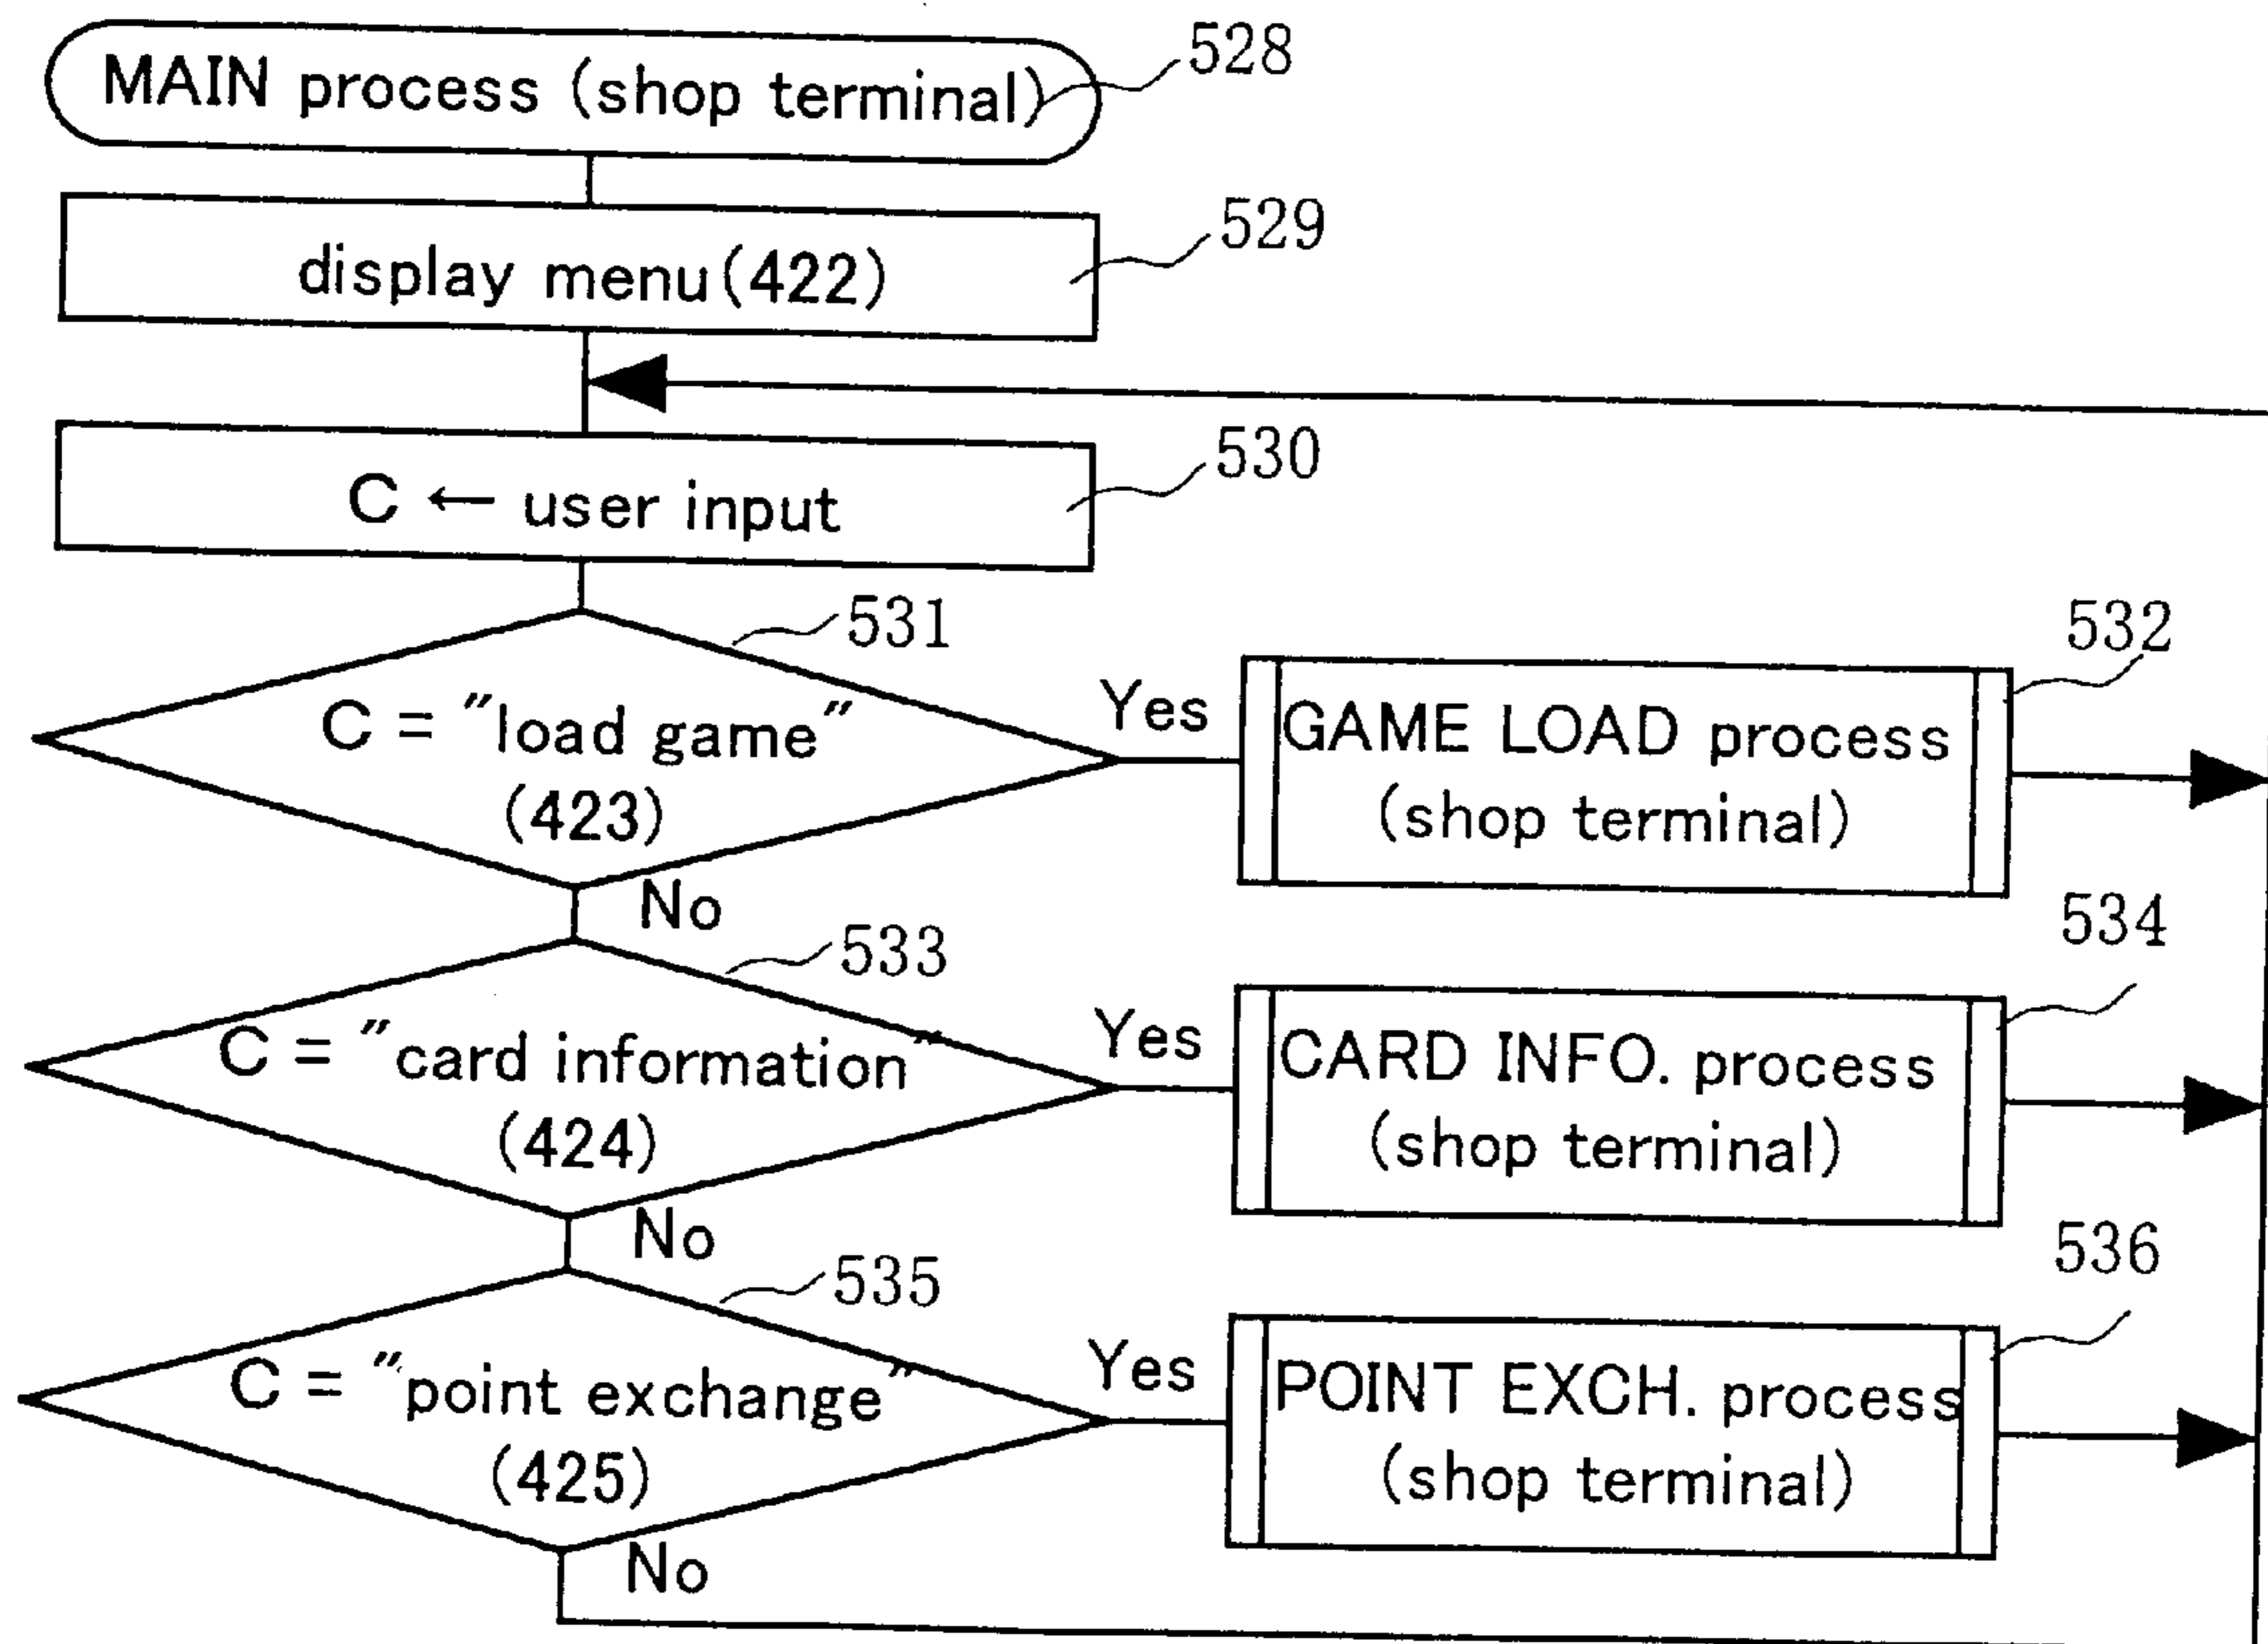 MAIN process (shop terminal)
528
display menu(422)
529
C ← user input
530
531
C = "load game"
(423)
Yes
No
532
GAME LOAD process
(shop terminal)
533
C = "card information"
(424)
Yes
No
534
CARD INFO. process
(shop terminal)
535
C = "point exchange"
(425)
Yes
No
536
POINT EXCH. process
(shop terminal)